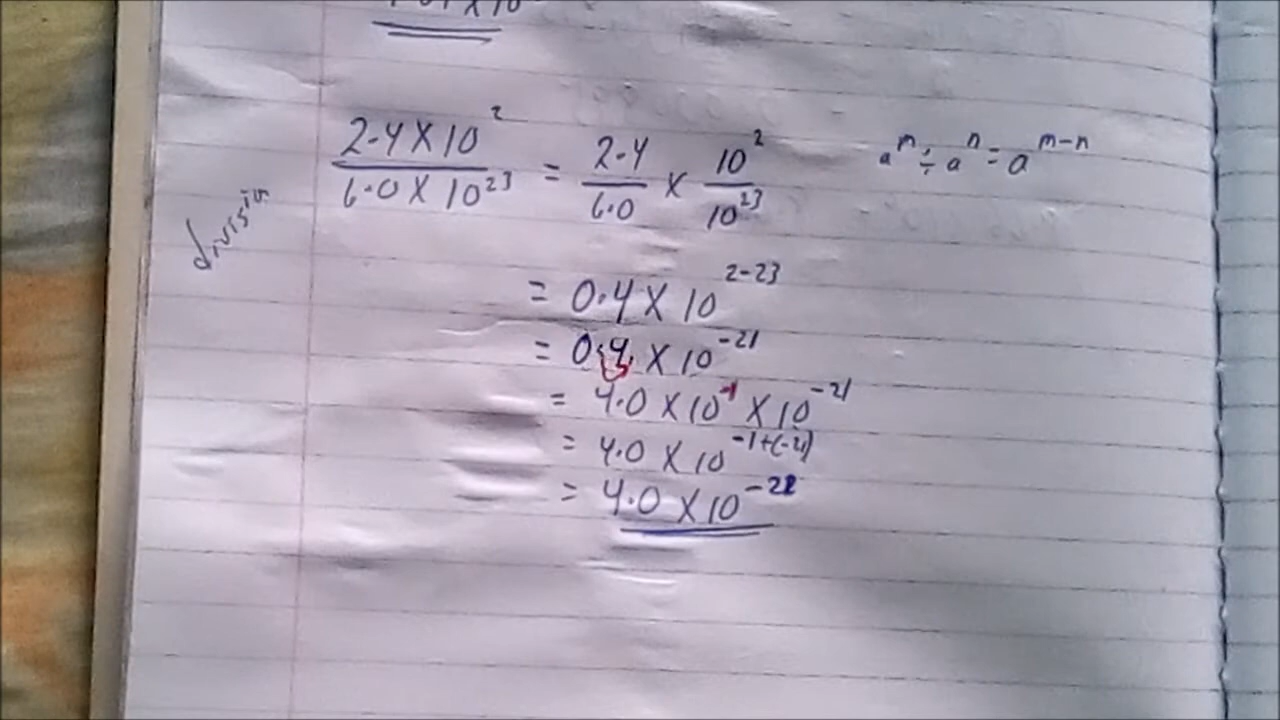 2.4 X 10² / 6.0 X 10²³ = 2.4 / 6.0 X 10² / 10²³ aᵐ ÷ aⁿ = aᵐ⁻ⁿ
division
= 0.4 X 10²⁻²³
= 0.4 X 10⁻²¹
= 4.0 X 10⁻¹ X 10⁻²¹
= 4.0 X 10⁻¹⁺⁽⁻²¹⁾
= 4.0 X 10⁻²²